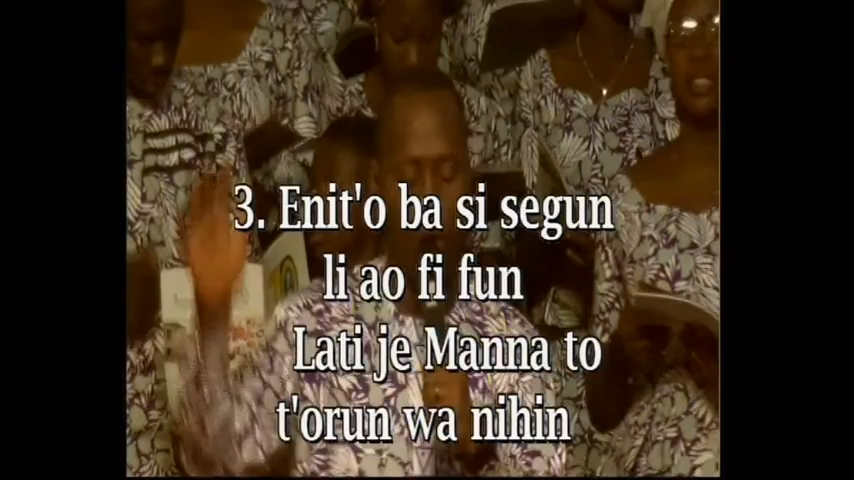 3. Enit'o ba si segun
li ao fi fun
Lati je Manna to
t'orun wa nihin